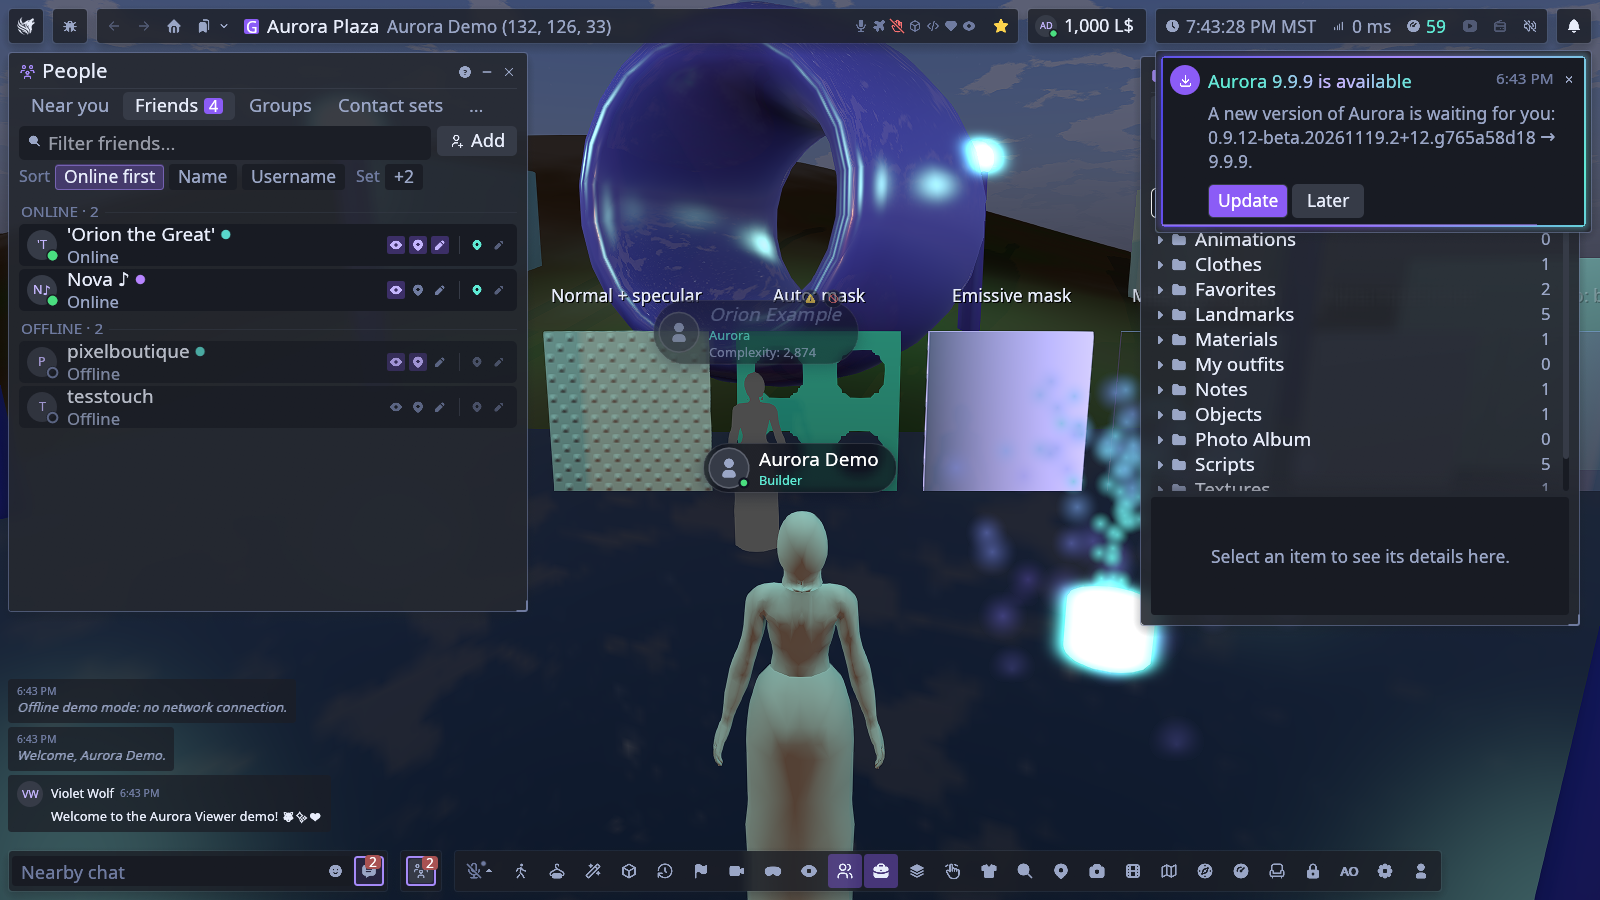 Aurora Plaza Aurora Demo (132, 126, 33)
AD 1,000 L$
7:43:28 PM MST 0 ms 59
People
Near you Friends 4 Groups Contact sets ...
Filter friends... Add
Sort Online first Name Username Set +2
ONLINE · 2
'T 'Orion the Great'
Online
N♪ Nova ♪
Online
OFFLINE · 2
P pixelboutique
Offline
T tesstouch
Offline
Aurora 9.9.9 is available 6:43 PM
A new version of Aurora is waiting for you:
0.9.12-beta.20261119.2+12.g765a58d18 →
9.9.9.
Update Later
Animations 0
Clothes 1
Favorites 2
Landmarks 5
Materials 1
My outfits 0
Notes 1
Objects 1
Photo Album 0
Scripts 5
Textures 1
Select an item to see its details here.
Normal + specular
Emissive mask
Orion Example
Aurora
Complexity: 2,874
Aurora Demo
Builder
6:43 PM
Offline demo mode: no network connection.
6:43 PM
Welcome, Aurora Demo.
VW Violet Wolf 6:43 PM
Welcome to the Aurora Viewer demo!
Nearby chat 2 2
AO